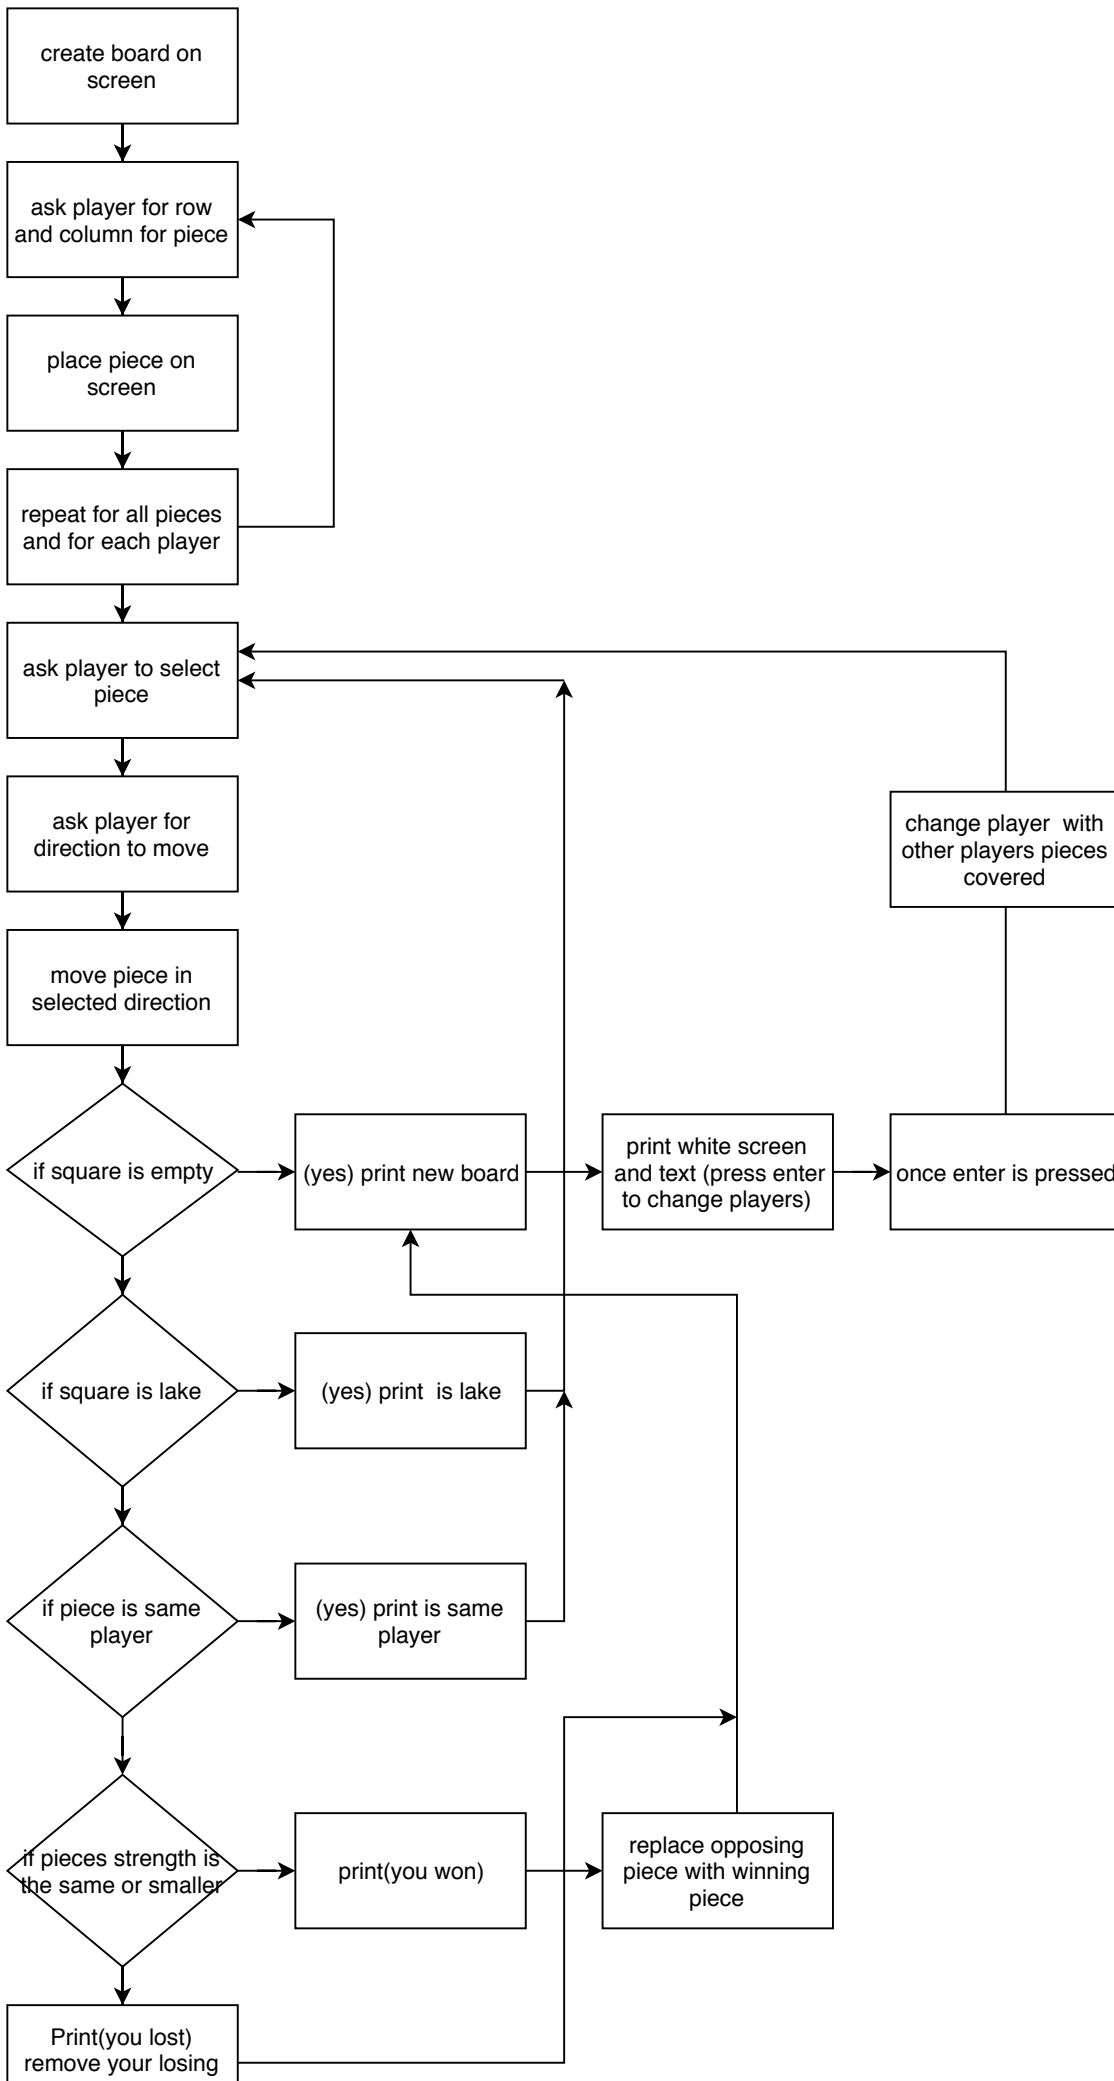 create board on
screen
ask player for row
and column for piece
place piece on
screen
repeat for all pieces
and for each player
ask player to select
piece
ask player for
direction to move
change player with
other players pieces
covered
move piece in
selected direction
if square is empty
(yes) print new board
print white screen
and text (press enter
to change players)
once enter is pressed
if square is lake
(yes) print is lake
if piece is same
player
(yes) print is same
player
if pieces strength is
the same or smaller
print(you won)
replace opposing
piece with winning
piece
Print(you lost)
remove your losing